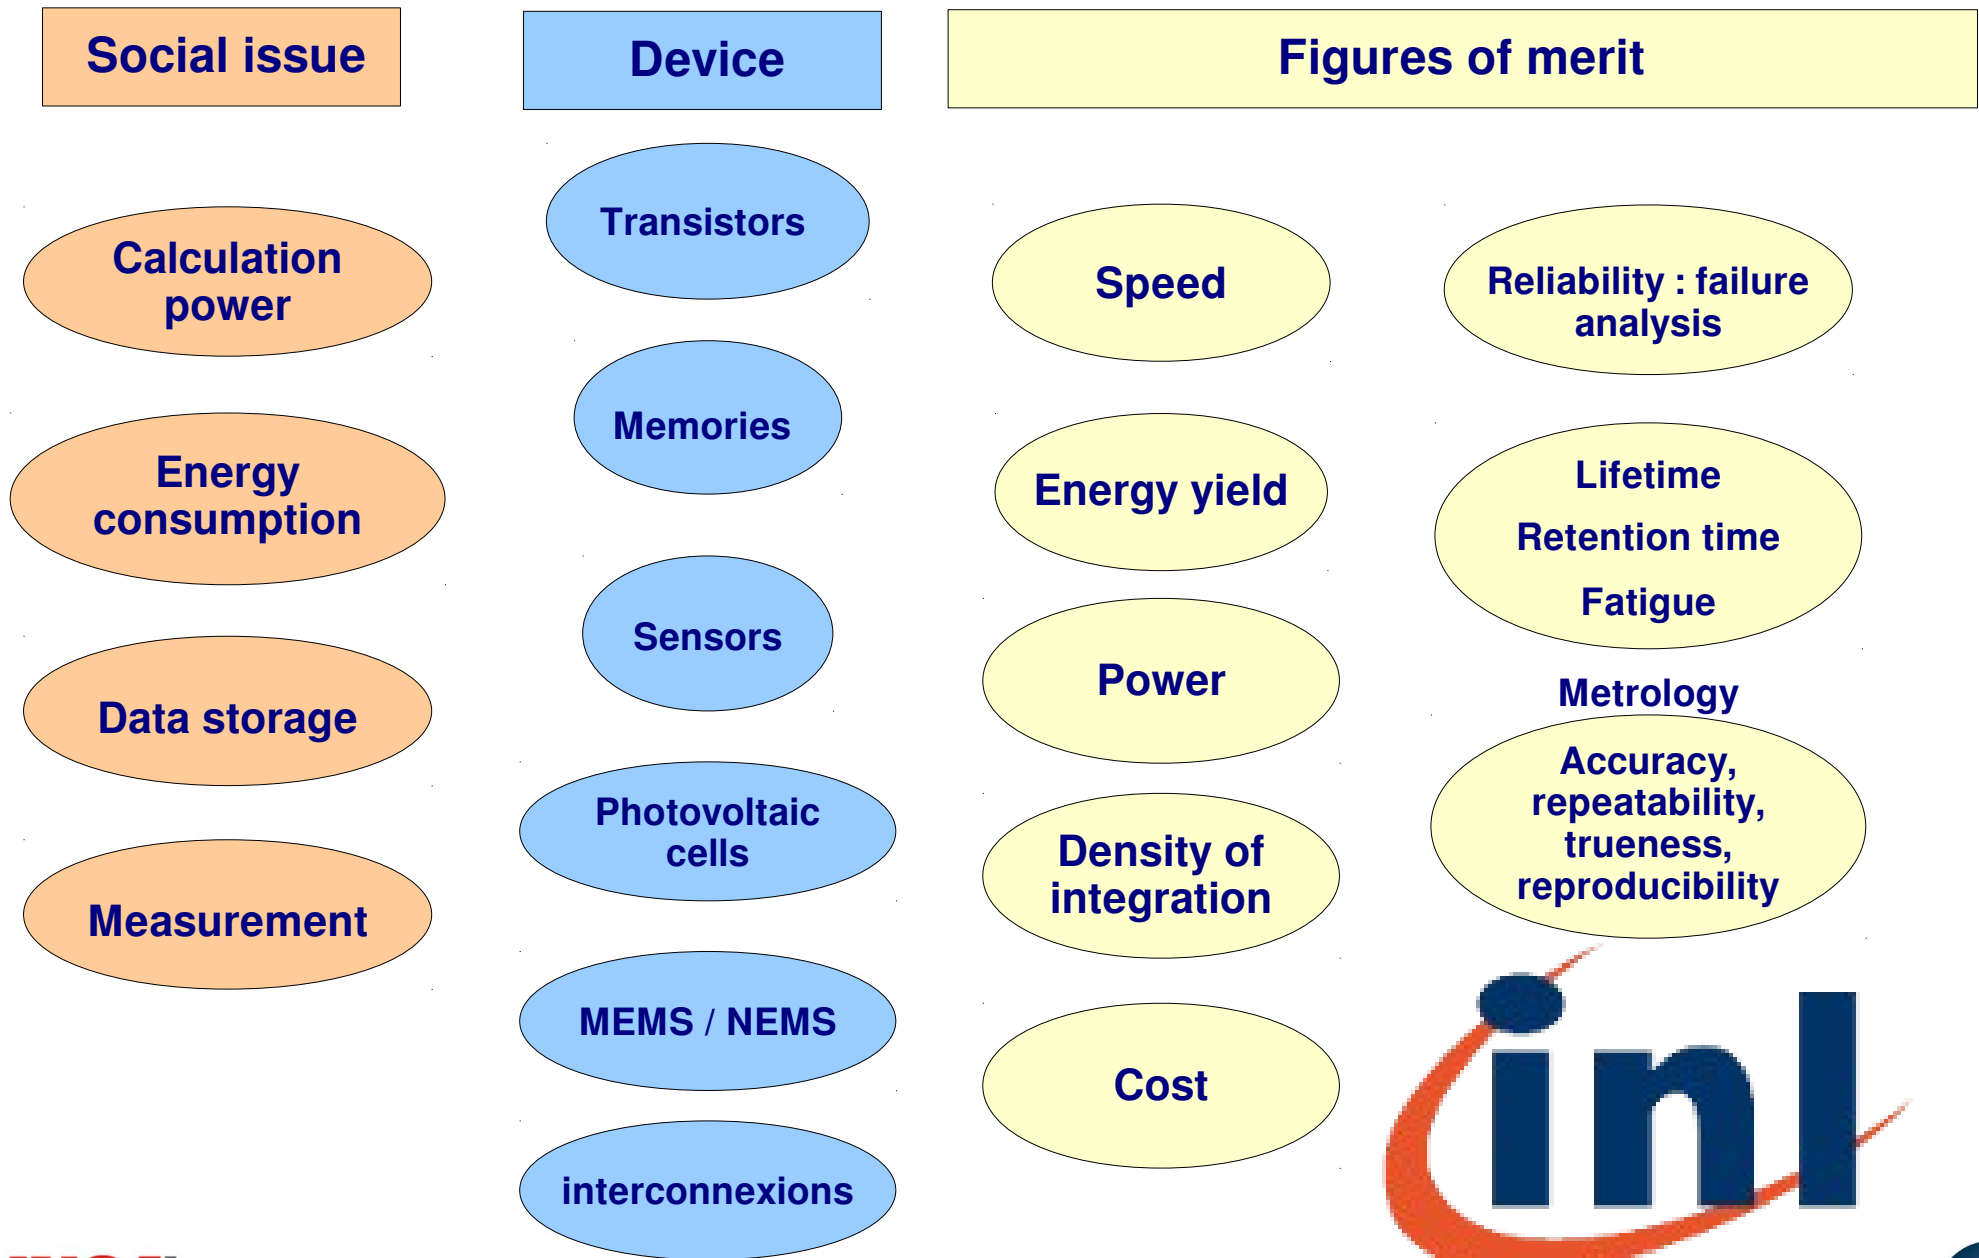 Social issue
Device
Figures of merit
Calculation
power
Energy
consumption
Data storage
Measurement
Transistors
Memories
Sensors
Photovoltaic
cells
MEMS / NEMS
interconnexions
Speed
Energy yield
Power
Density of
integration
Cost
Reliability : failure
analysis
Lifetime
Retention time
Fatigue
Metrology
Accuracy,
repeatability,
trueness,
reproducibility
inl